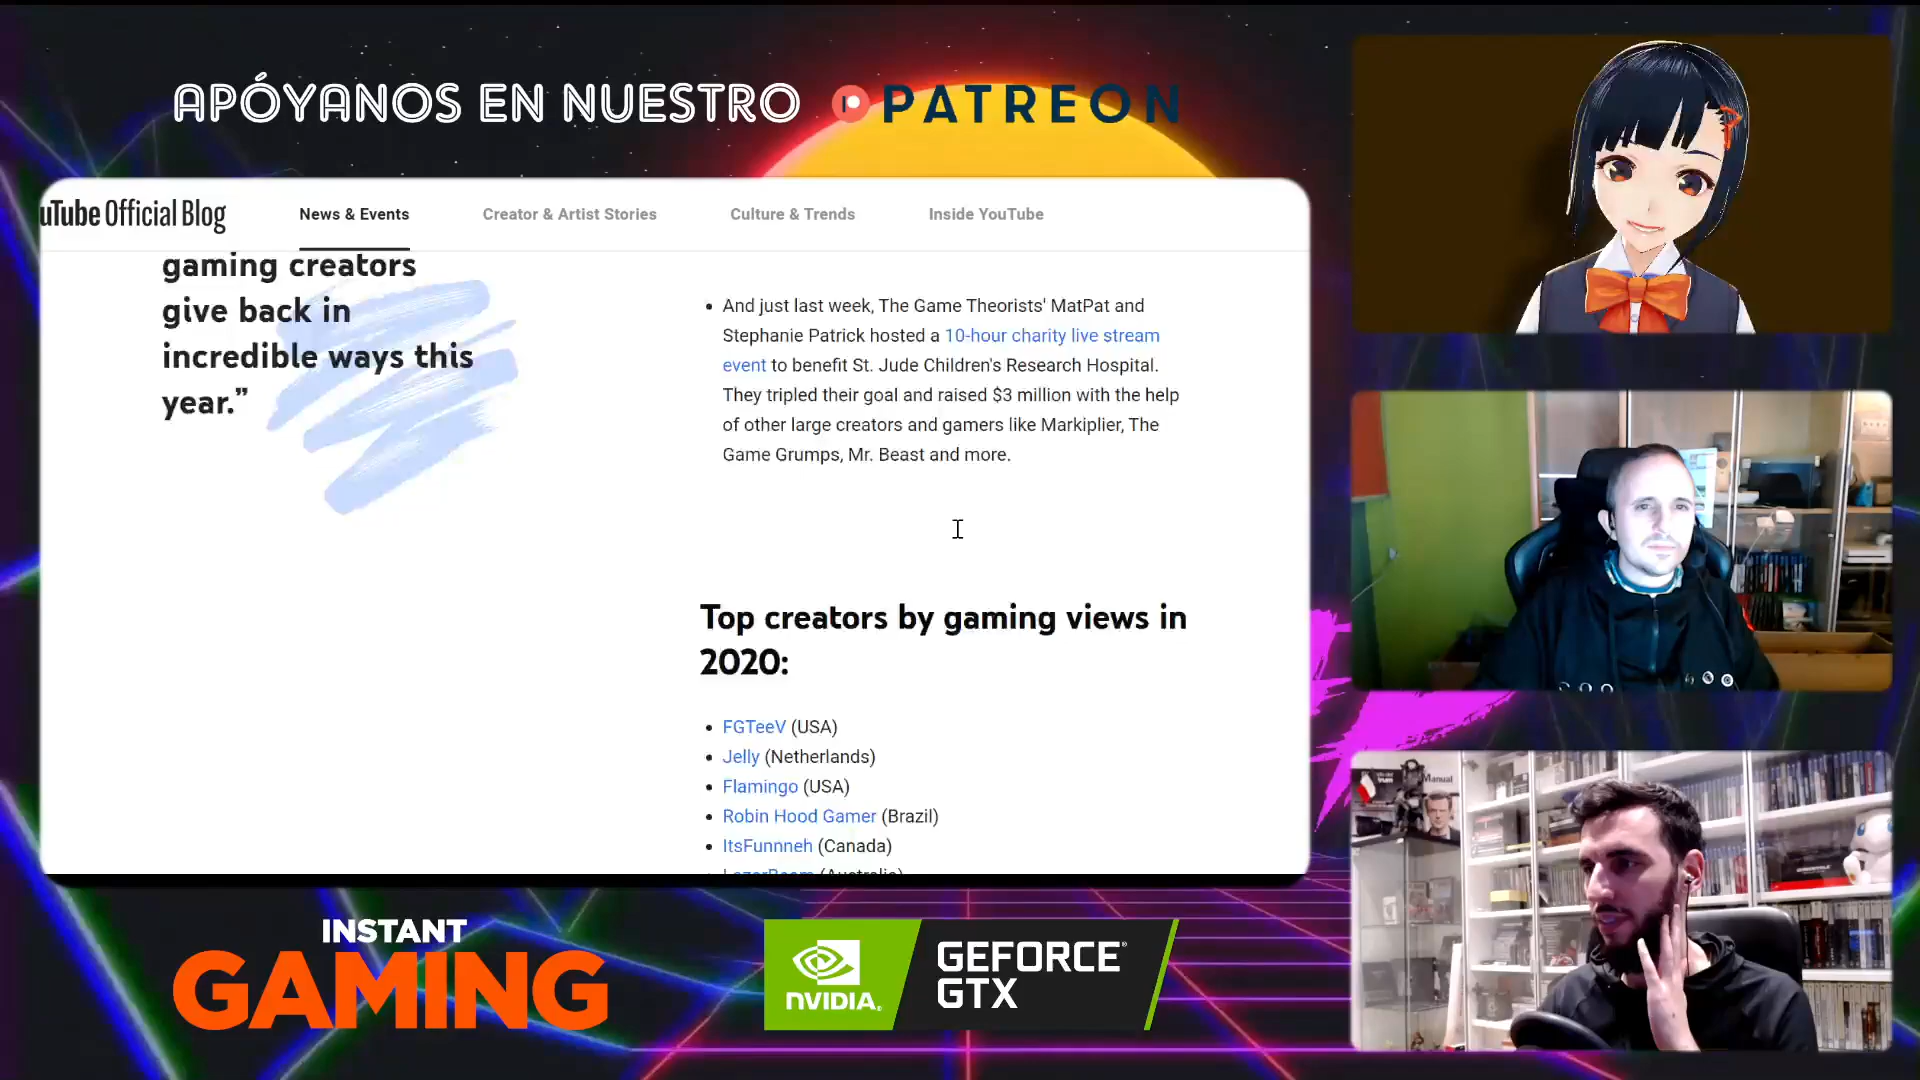 APÓYANOS EN NUESTRO PATREON
uTube Official Blog
News & Events
Creator & Artist Stories
Culture & Trends
Inside YouTube
gaming creators
give back in
incredible ways this
year.”
And just last week, The Game Theorists' MatPat and
Stephanie Patrick hosted a 10-hour charity live stream
event to benefit St. Jude Children's Research Hospital.
They tripled their goal and raised $3 million with the help
of other large creators and gamers like Markiplier, The
Game Grumps, Mr. Beast and more.
Top creators by gaming views in
2020:
FGTeeV (USA)
Jelly (Netherlands)
Flamingo (USA)
Robin Hood Gamer (Brazil)
ItsFunnneh (Canada)
LazarBeam (Australia)
INSTANT
GAMING
NVIDIA.
GEFORCE®
GTX
Manual